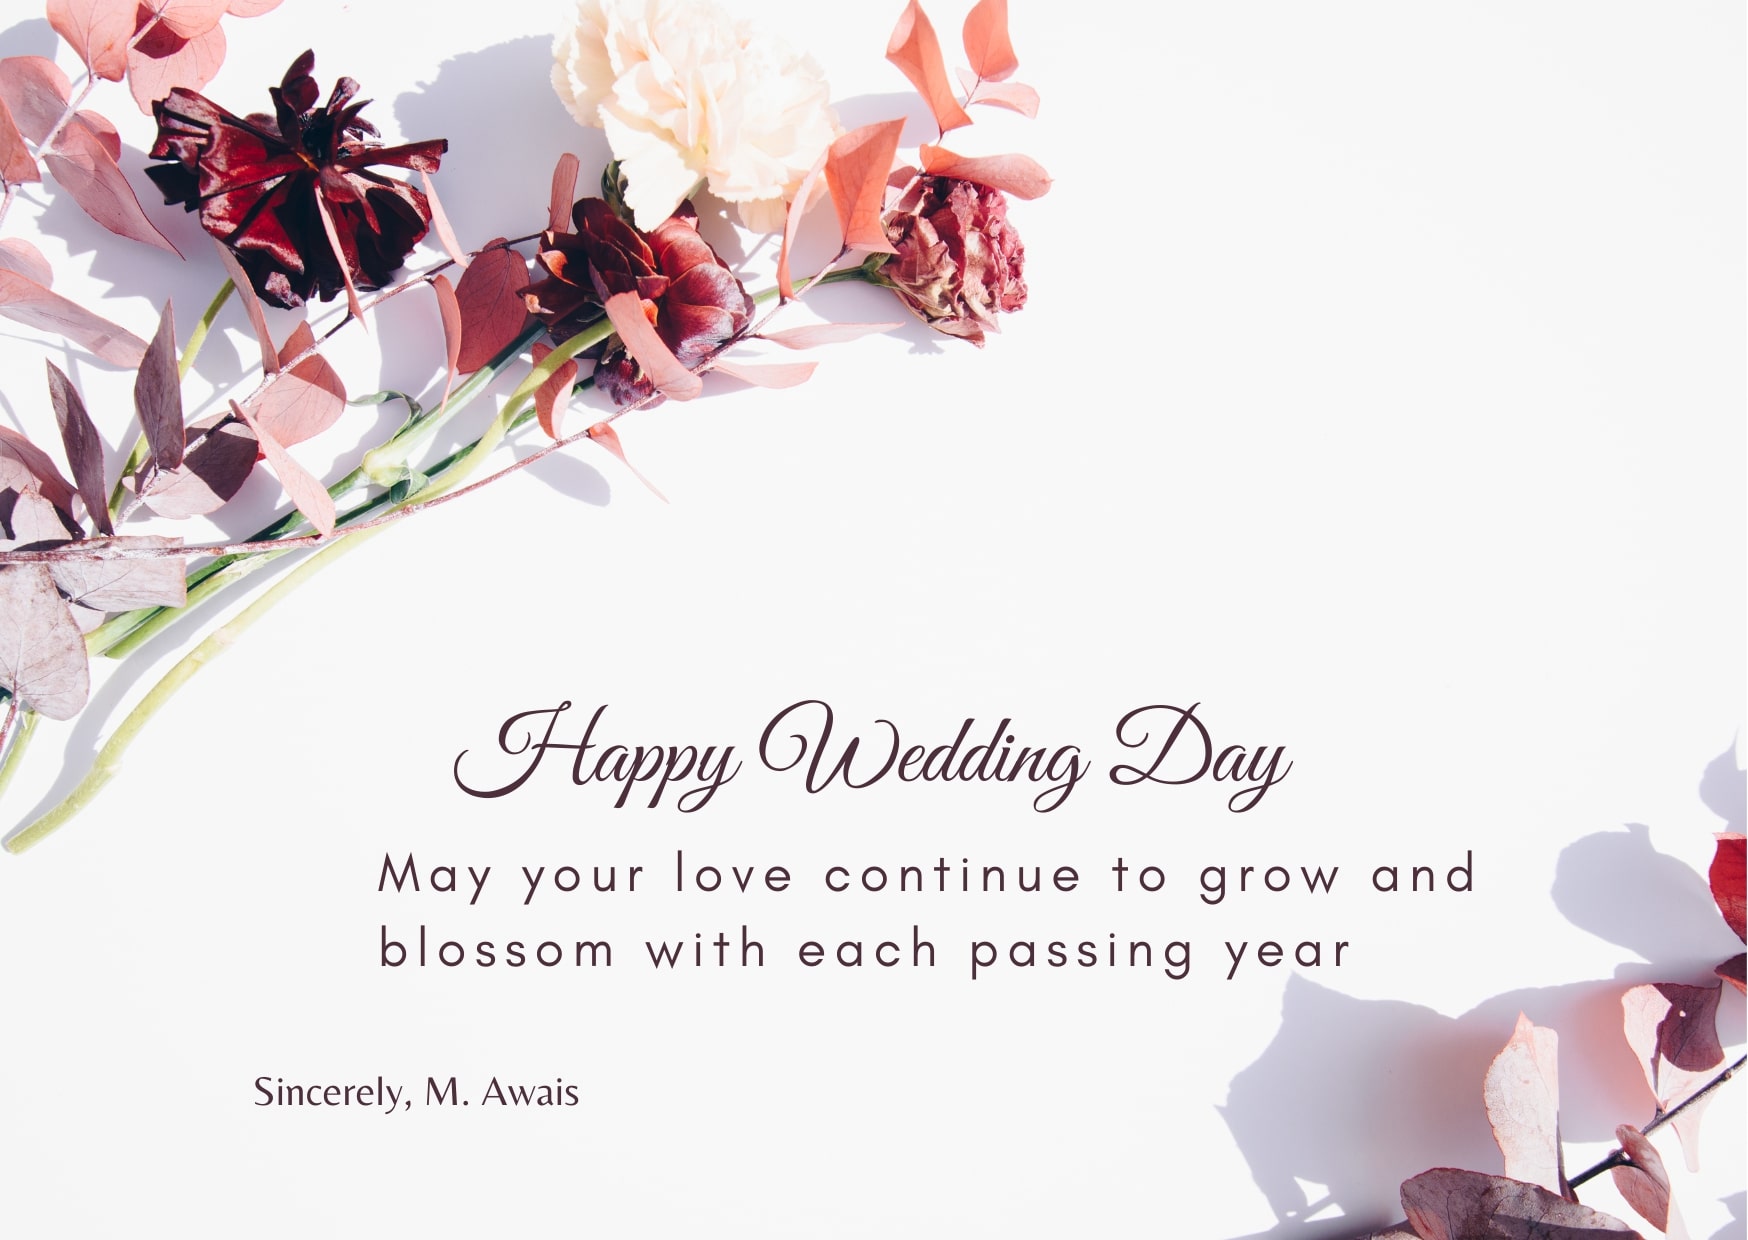 Happy Wedding Day
May your love continue to grow and
blossom with each passing year
Sincerely, M. Awais